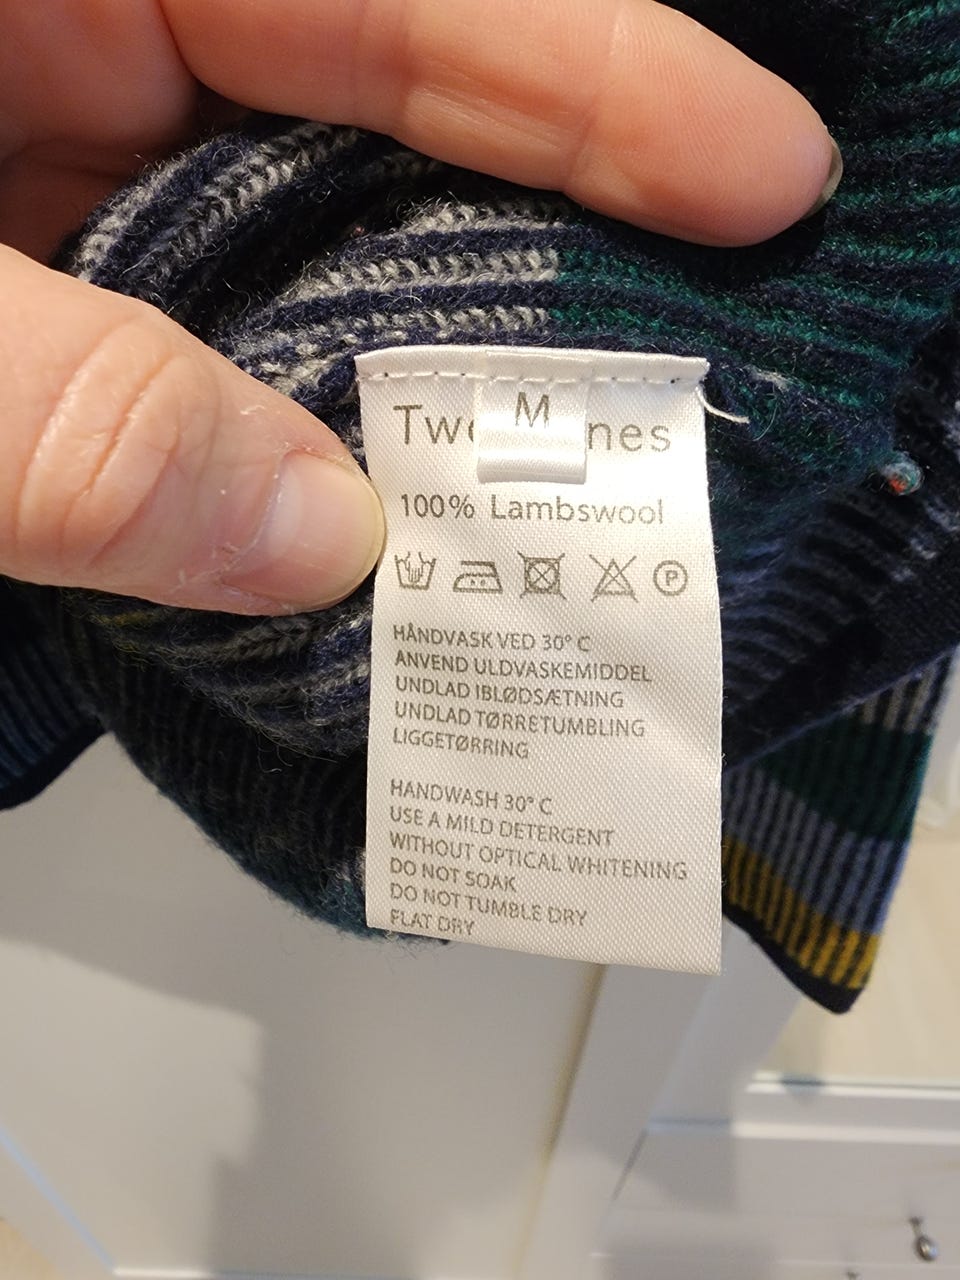 M
100% Lambswool
P
HÅNDVASK VED 30° C
ANVEND ULDVASKEMIDDEL
UNDLAD IBLØDSÆTNING
UNDLAD TØRRETUMBLING
LIGGETØRRING
HANDWASH 30° C
USE A MILD DETERGENT
WITHOUT OPTICAL WHITENING
DO NOT SOAK
DO NOT TUMBLE DRY
FLAT DRY